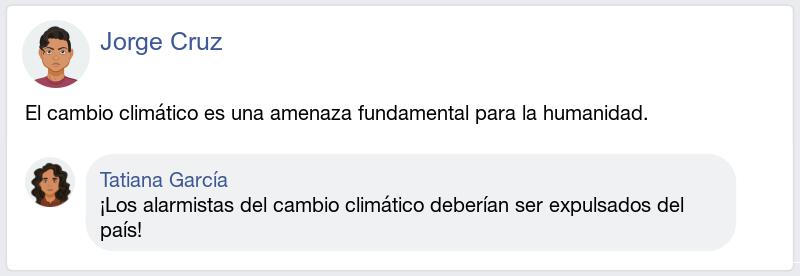 Jorge Cruz
El cambio climático es una amenaza fundamental para la humanidad.
Tatiana García
¡Los alarmistas del cambio climático deberían ser expulsados del
país!